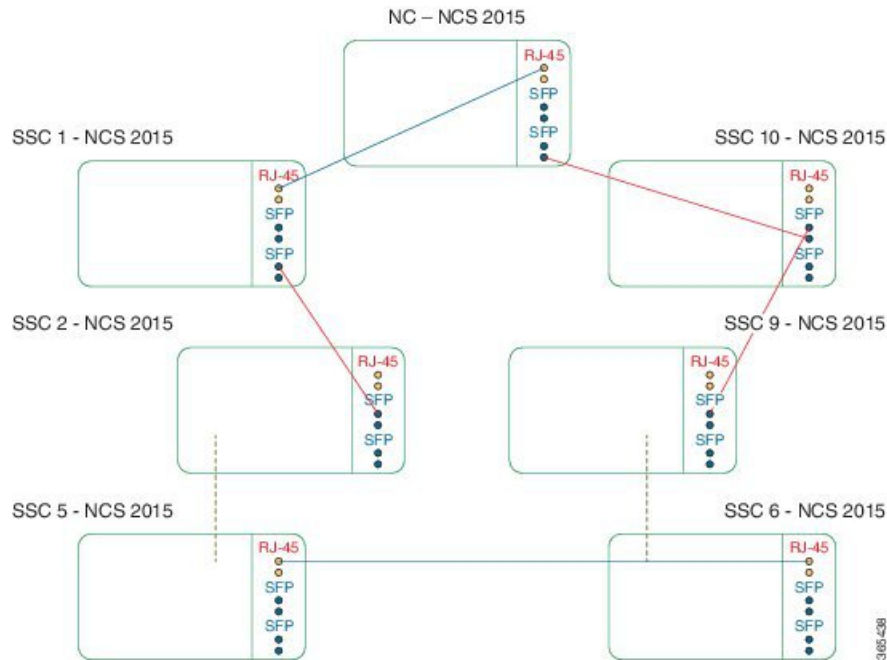 NC – NCS 2015
RJ-45
SFP
SFP
SSC 1 - NCS 2015
RJ-45
SFP
SFP
SSC 10 - NCS 2015
RJ-45
SFP
SFP
SSC 2 - NCS 2015
RJ-45
SFP
SFP
SSC 9 - NCS 2015
RJ-45
SFP
SFP
SSC 5 - NCS 2015
RJ-45
SFP
SFP
SSC 6 - NCS 2015
RJ-45
SFP
SFP
365438